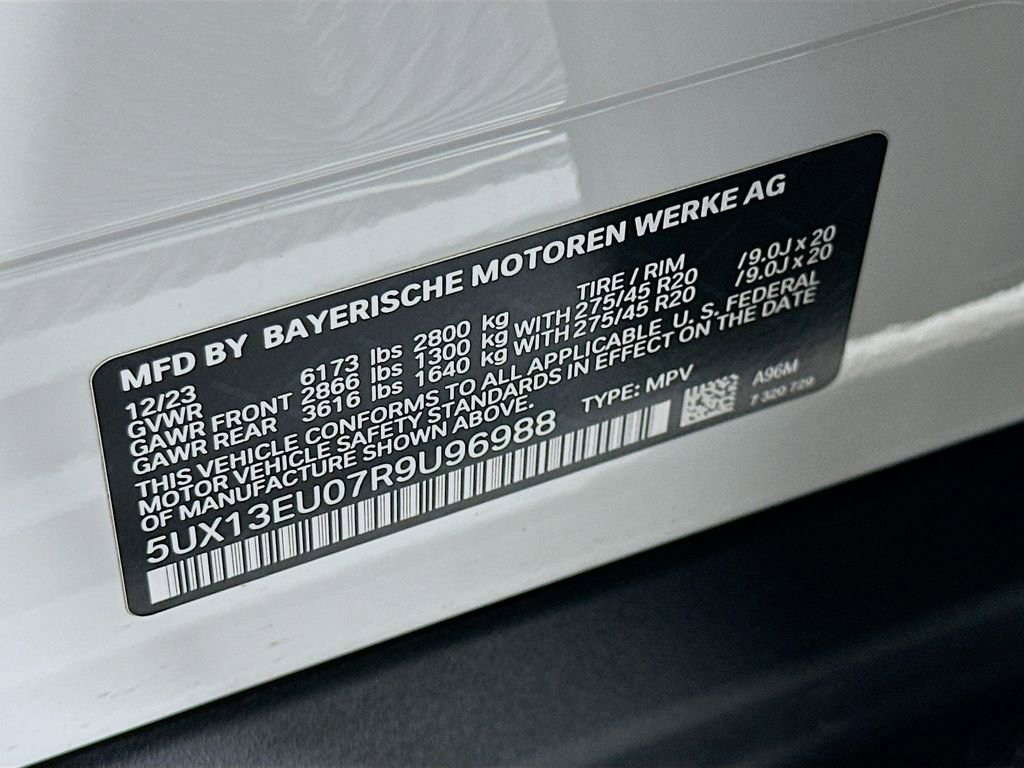 MFD BY BAYERISCHE MOTOREN WERKE AG
12/23 TIRE / RIM
GVWR 6173 lbs 2800 kg
GAWR FRONT 2866 lbs 1300 kg WITH 275/45 R20 /9.0J x 20
GAWR REAR 3616 lbs 1640 kg WITH 275/45 R20 /9.0J x 20
THIS VEHICLE CONFORMS TO ALL APPLICABLE U. S. FEDERAL
MOTOR VEHICLE SAFETY STANDARDS IN EFFECT ON THE DATE
OF MANUFACTURE SHOWN ABOVE.
5UX13EU07R9U96988 TYPE: MPV
A96M
7 320 729